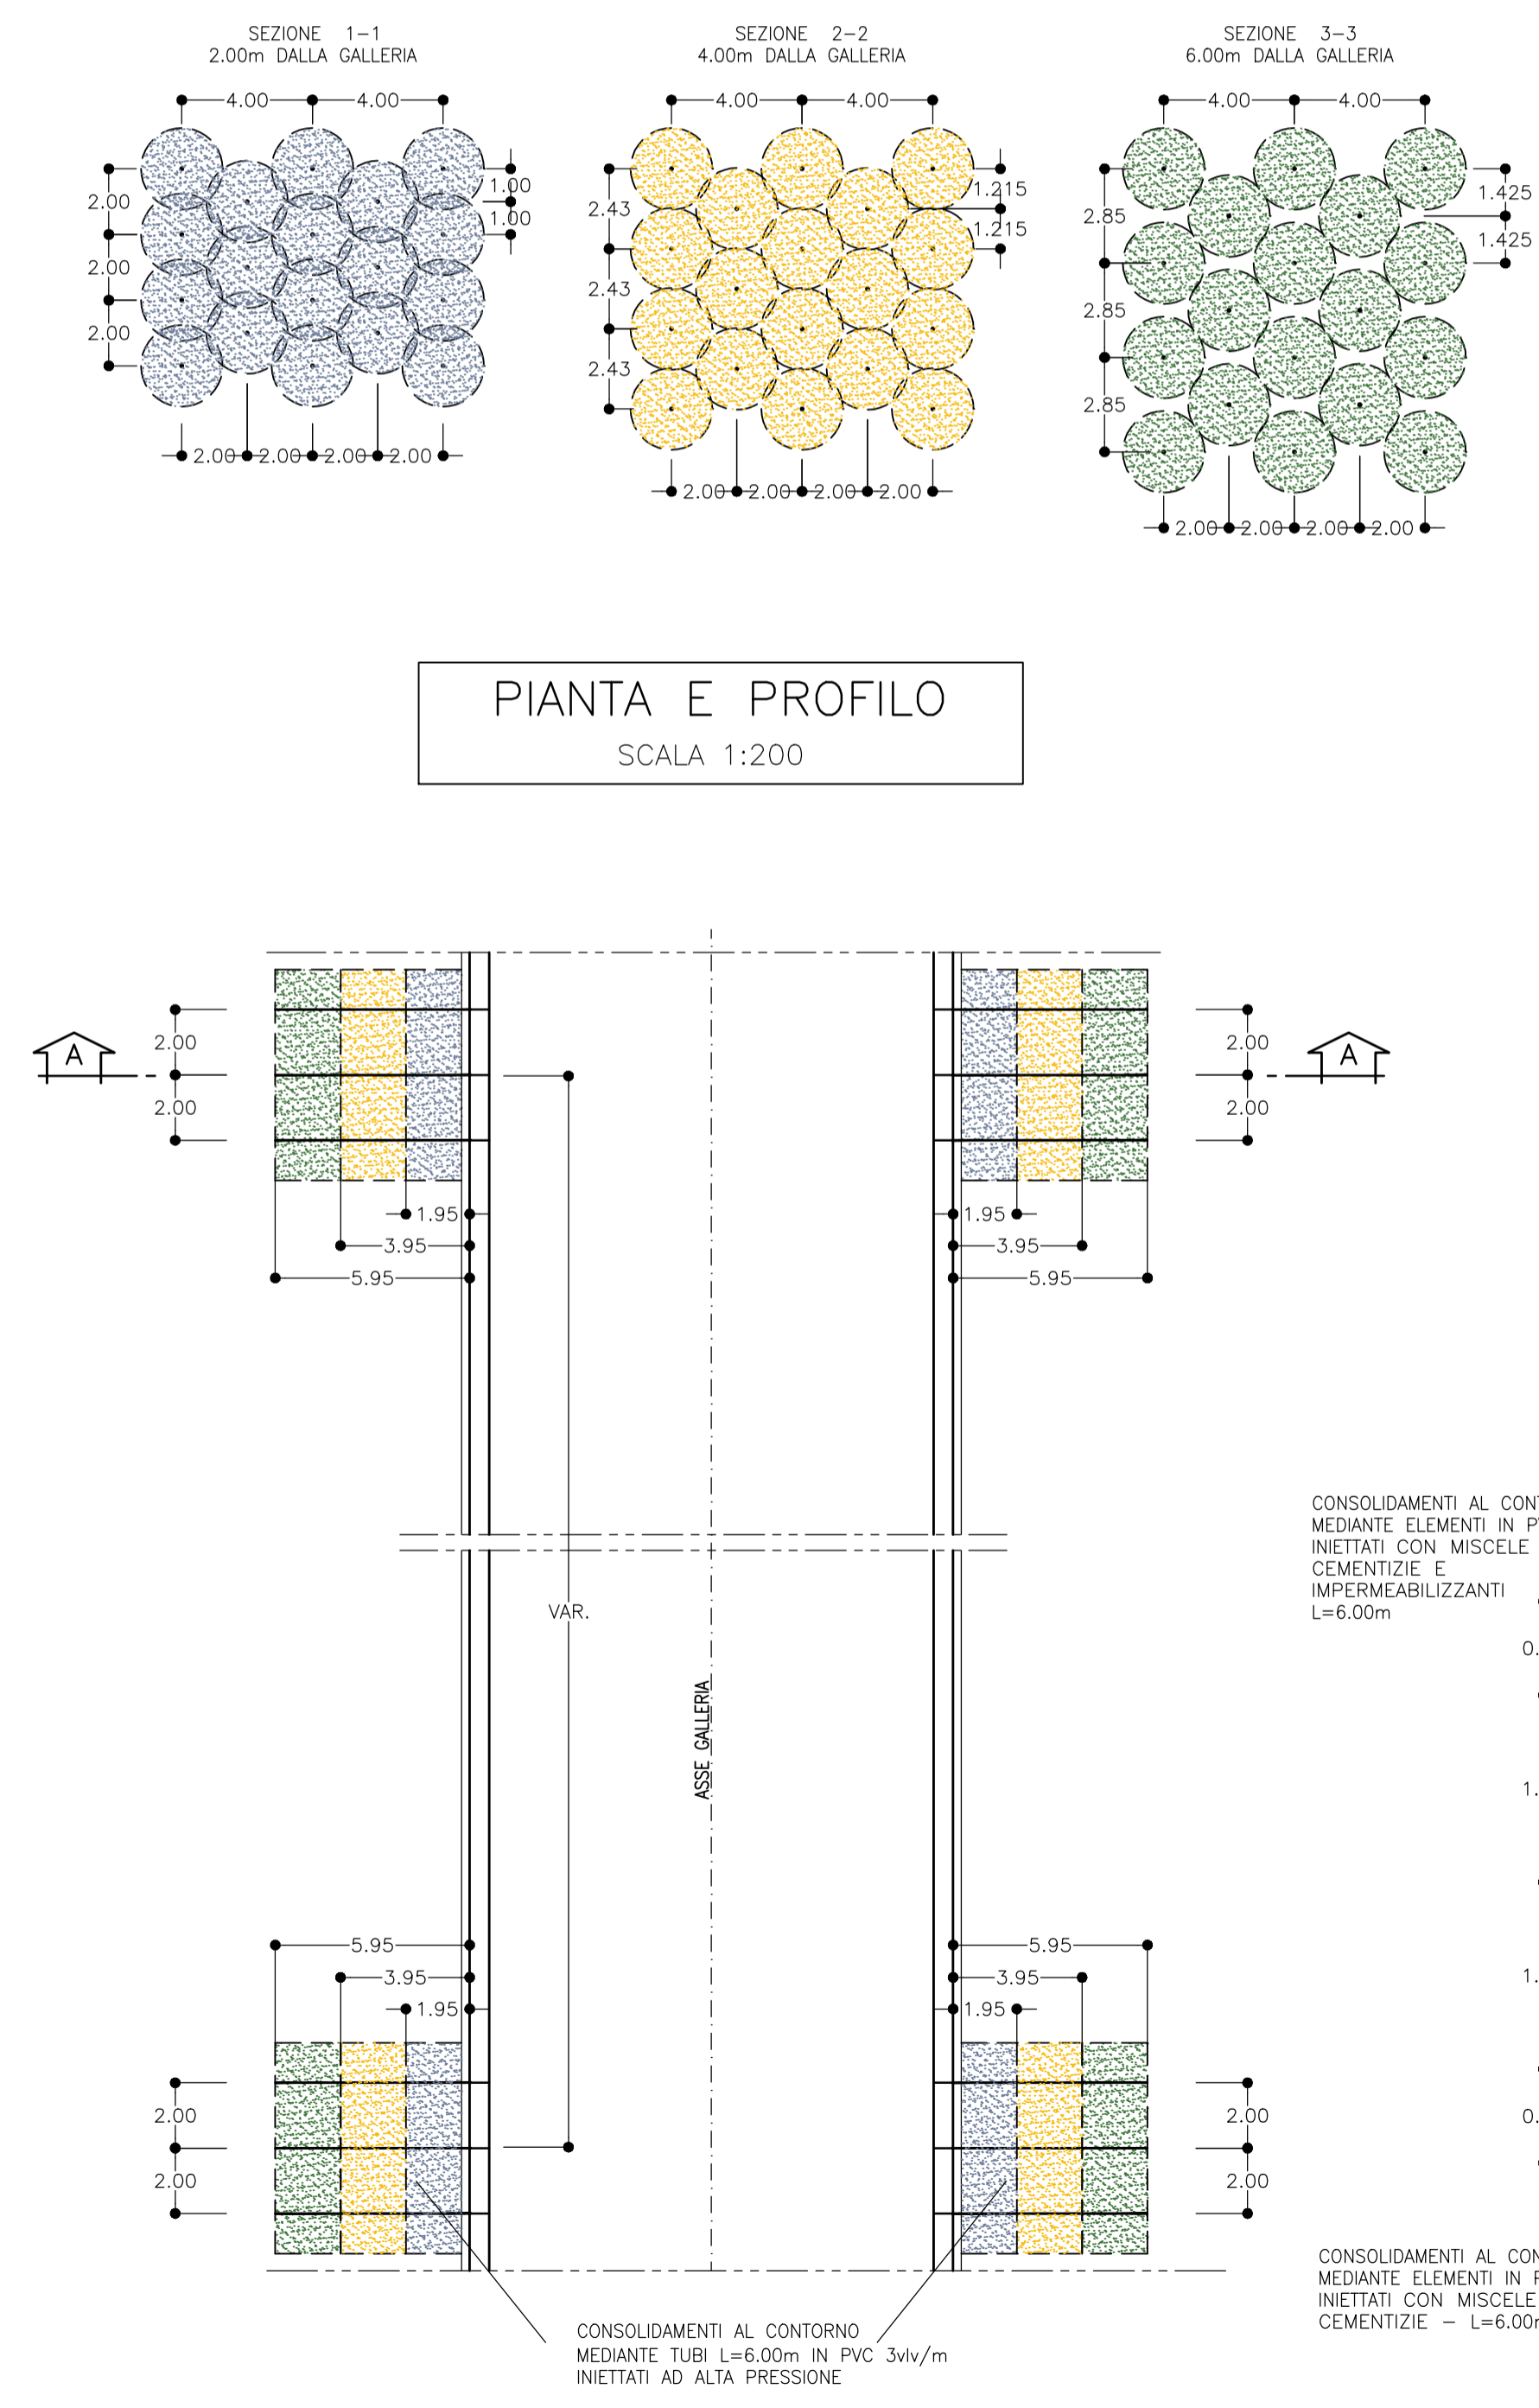 SEZIONE 1-1
2.00m DALLA GALLERIA
4.00 4.00
2.00
2.00
2.00
1.00
1.00
2.00 2.00 2.00 2.00
SEZIONE 2-2
4.00m DALLA GALLERIA
4.00 4.00
2.43
2.43
2.43
1.215
1.215
2.00 2.00 2.00 2.00
SEZIONE 3-3
6.00m DALLA GALLERIA
4.00 4.00
2.85
2.85
2.85
1.425
1.425
2.00 2.00 2.00 2.00
PIANTA E PROFILO
SCALA 1:200
A
2.00
2.00
2.00
2.00
A
1.95
3.95
5.95
1.95
3.95
5.95
VAR.
ASSE GALLERIA
CONSOLIDAMENTI AL CONT
MEDIANTE ELEMENTI IN P
INIETTATI CON MISCELE
CEMENTIZIE E
IMPERMEABILIZZANTI
L=6.00m
0.
1.
1.
0.
5.95
3.95
1.95
5.95
3.95
1.95
2.00
2.00
2.00
2.00
CONSOLIDAMENTI AL CONTORNO
MEDIANTE TUBI L=6.00m IN PVC 3vlv/m
INIETTATI AD ALTA PRESSIONE
CONSOLIDAMENTI AL CON
MEDIANTE ELEMENTI IN P
INIETTATI CON MISCELE
CEMENTIZIE - L=6.00m